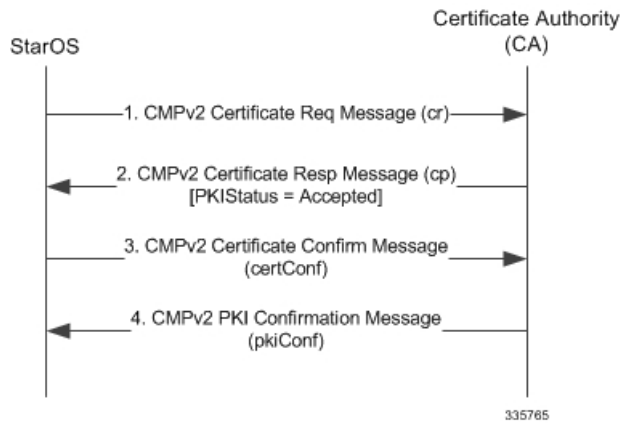 StarOS
Certificate Authority
(CA)
1. CMPv2 Certificate Req Message (cr)
2. CMPv2 Certificate Resp Message (cp)
[PKIStatus = Accepted]
3. CMPv2 Certificate Confirm Message
(certConf)
4. CMPv2 PKI Confirmation Message
(pkiConf)
335765